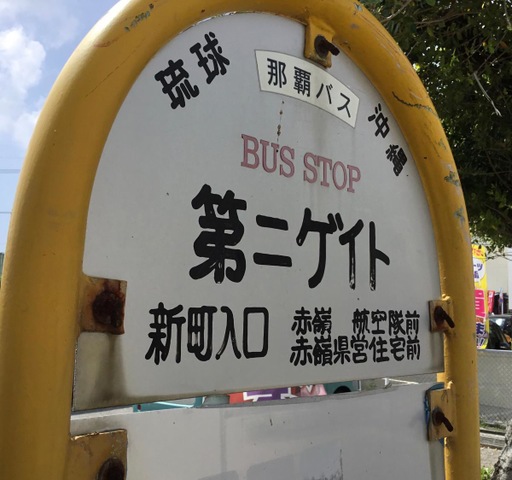 琉球
那覇バス
沖縄
BUS STOP
第二ゲイト
新町入口
赤嶺 航空隊前
赤嶺県営住宅前